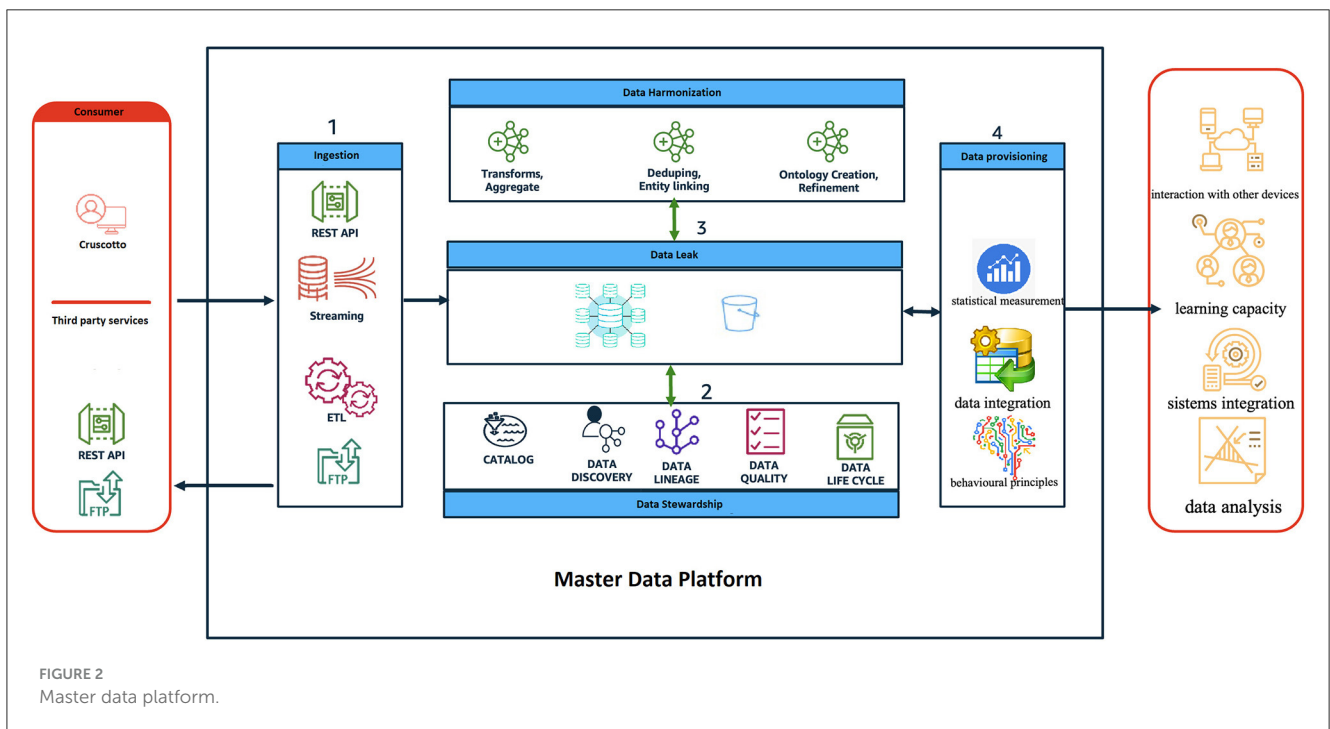 Consumer
Cruscotto
Third party services
REST API
FTP
1
Ingestion
REST API
Streaming
ETL
FTP
Data Harmonization
Transforms,
Aggregate
Deduping,
Entity linking
Ontology Creation,
Refinement
3
Data Leak
2
CATALOG
DATA
DISCOVERY
DATA
LINEAGE
DATA
QUALITY
DATA
LIFE CYCLE
Data Stewardship
4
Data provisioning
statistical measurement
data integration
behavioural principles
interaction with other devices
learning capacity
sistems integration
data analysis
Master Data Platform
FIGURE 2
Master data platform.